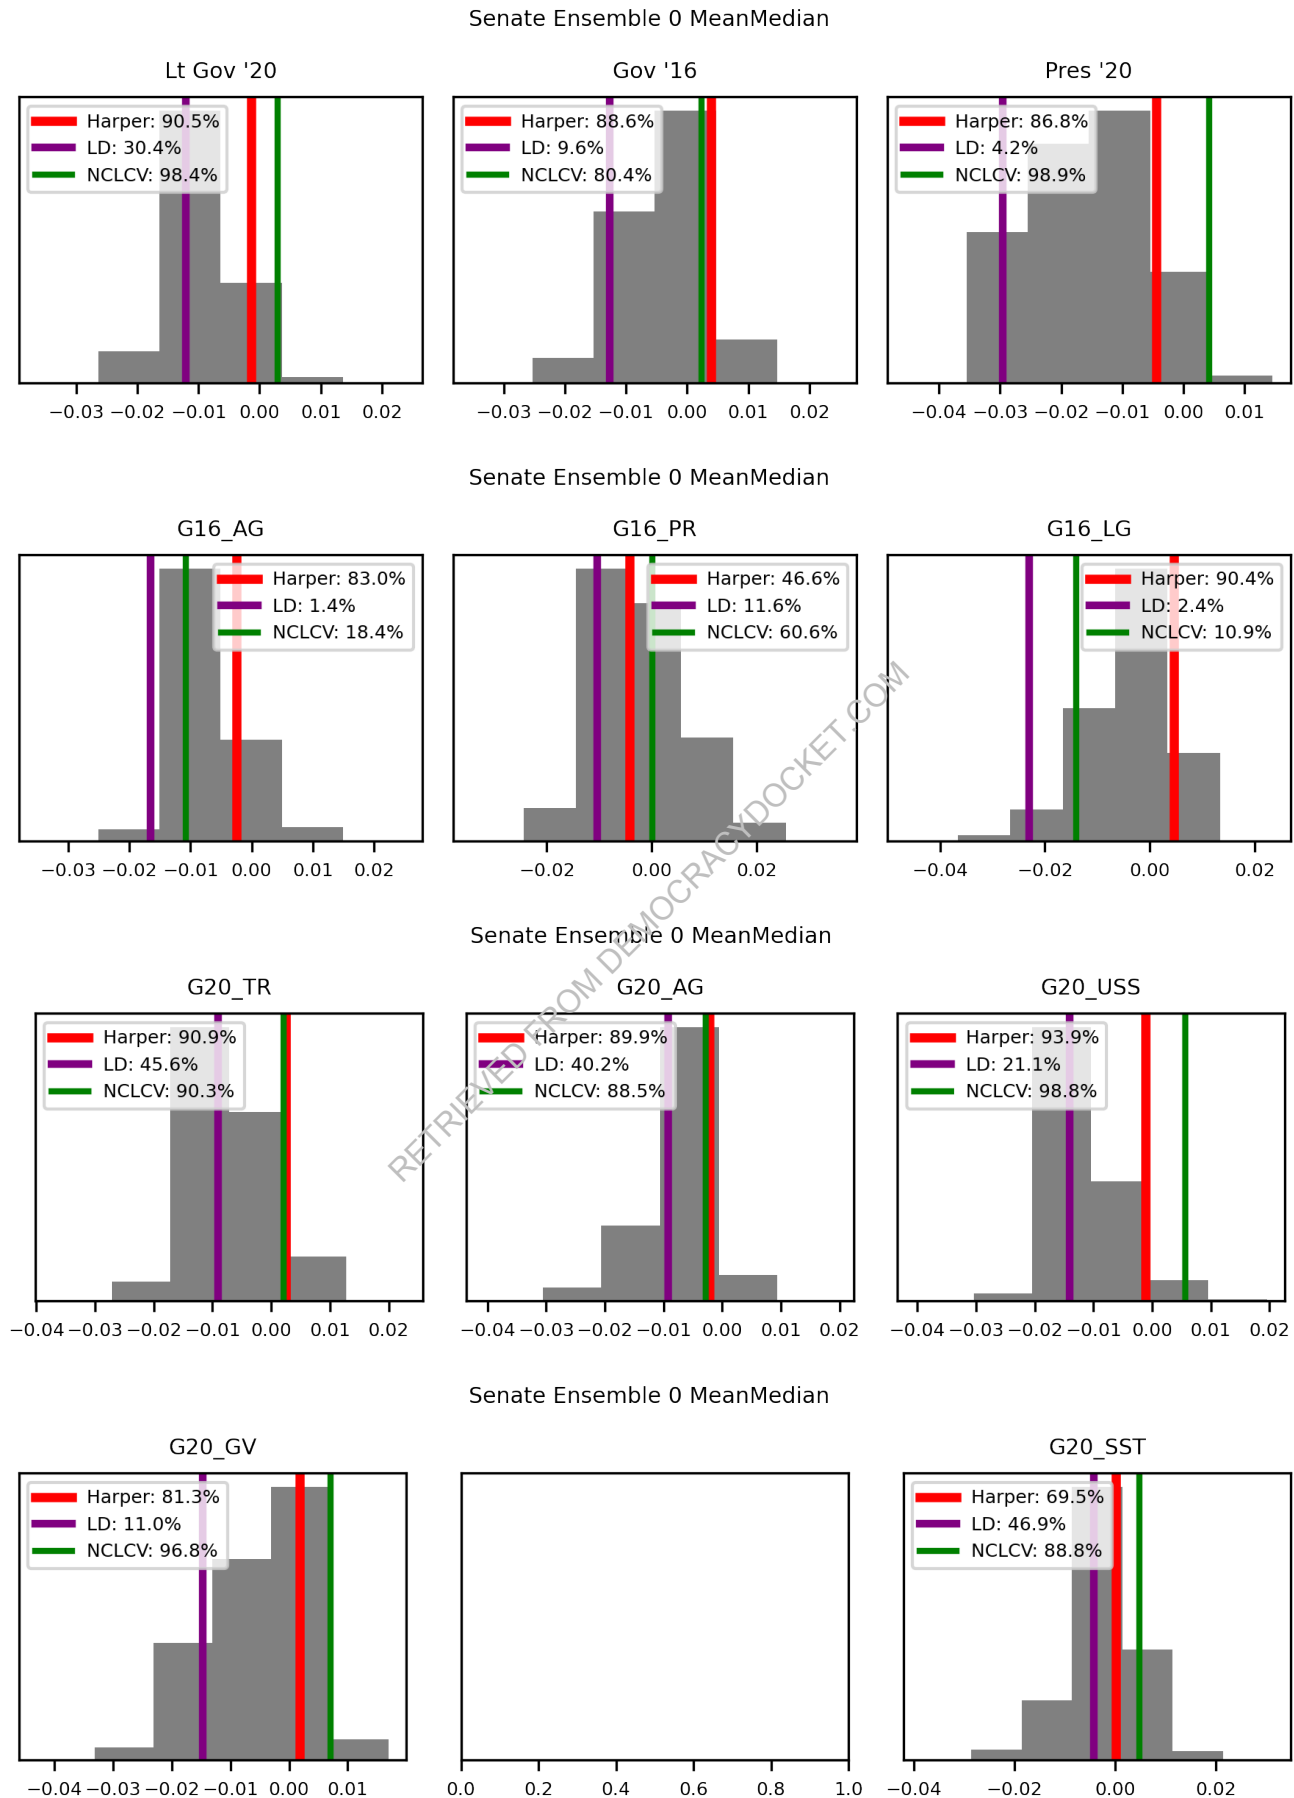 Senate Ensemble 0 MeanMedian
Lt Gov '20 Gov '16 Pres '20
Harper: 90.5% Harper: 88.6% Harper: 86.8%
LD: 30.4% LD: 9.6% LD: 4.2%
NCLCV: 98.4% NCLCV: 80.4% NCLCV: 98.9%
−0.03 −0.02 −0.01 0.00 0.01 0.02 −0.03 −0.02 −0.01 0.00 0.01 0.02 −0.04 −0.03 −0.02 −0.01 0.00 0.01
Senate Ensemble 0 MeanMedian
G16_AG G16_PR G16_LG
Harper: 83.0% Harper: 46.6% Harper: 90.4%
LD: 1.4% LD: 11.6% LD: 2.4%
NCLCV: 18.4% NCLCV: 60.6% NCLCV: 10.9%
−0.03 −0.02 −0.01 0.00 0.01 0.02 −0.02 0.00 0.02 −0.04 −0.02 0.00 0.02
RETRIEVED FROM DEMOCRACYDOCKET.COM
Senate Ensemble 0 MeanMedian
G20_TR G20_AG G20_USS
Harper: 90.9% Harper: 89.9% Harper: 93.9%
LD: 45.6% LD: 40.2% LD: 21.1%
NCLCV: 90.3% NCLCV: 88.5% NCLCV: 98.8%
−0.04 −0.03 −0.02 −0.01 0.00 0.01 0.02 −0.04 −0.03 −0.02 −0.01 0.00 0.01 0.02 −0.04 −0.03 −0.02 −0.01 0.00 0.01 0.02
Senate Ensemble 0 MeanMedian
G20_GV G20_SST
Harper: 81.3% Harper: 69.5%
LD: 11.0% LD: 46.9%
NCLCV: 96.8% NCLCV: 88.8%
−0.04 −0.03 −0.02 −0.01 0.00 0.01 0.0 0.2 0.4 0.6 0.8 1.0 −0.04 −0.02 0.00 0.02